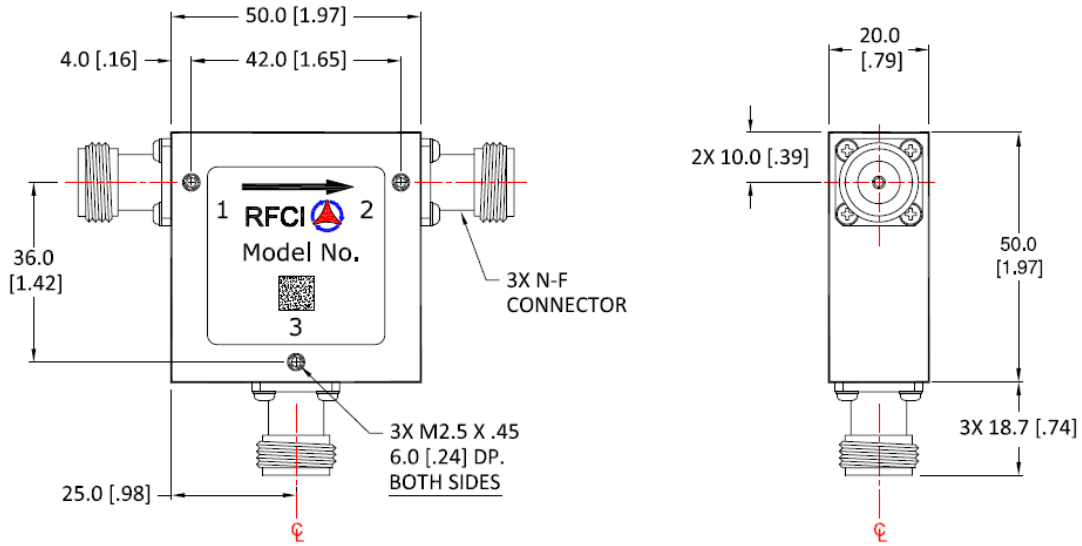 50.0 [1.97]
4.0 [.16]
42.0 [1.65]
1
2
RFCI
Model No.
3
36.0
[1.42]
3X N-F
CONNECTOR
3X M2.5 X .45
6.0 [.24] DP.
BOTH SIDES
25.0 [.98]
℄
20.0
[.79]
2X 10.0 [.39]
50.0
[1.97]
3X 18.7 [.74]
℄